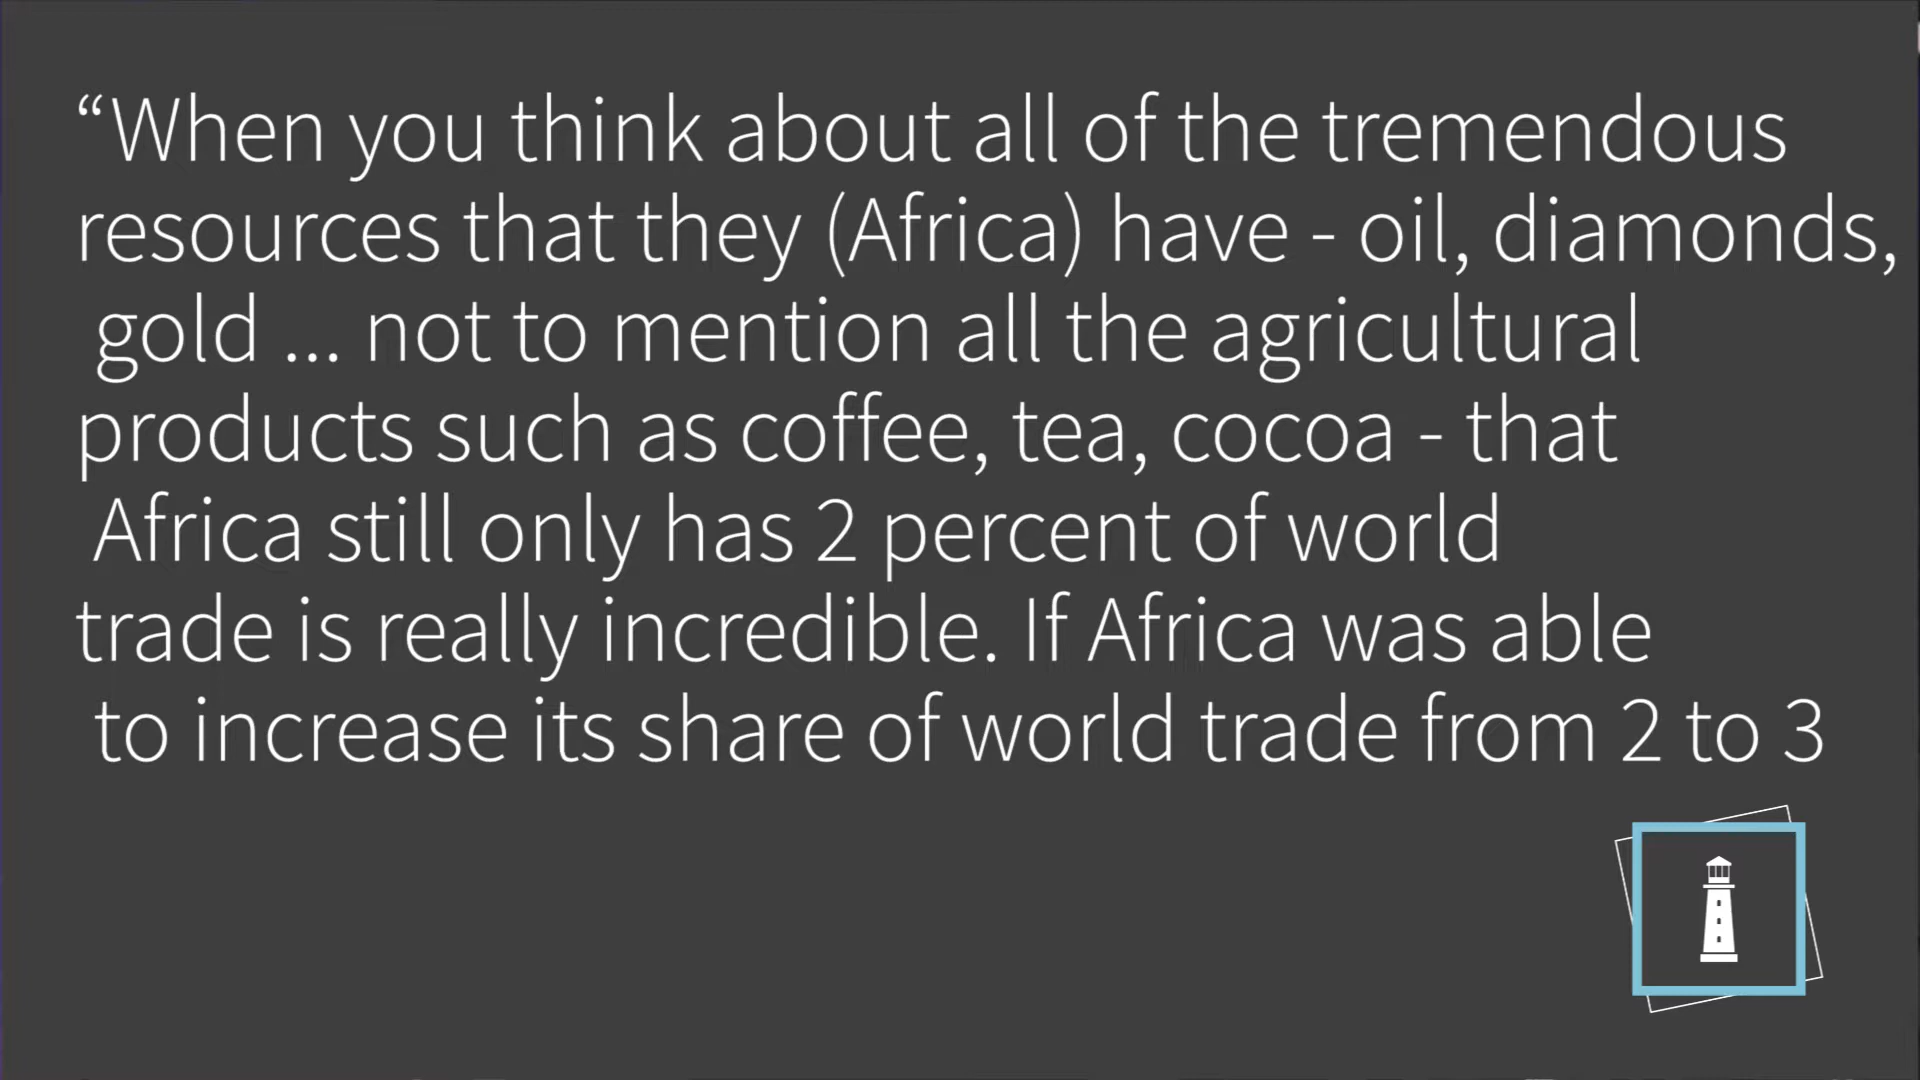 “When you think about all of the tremendous
resources that they (Africa) have - oil, diamonds,
gold ... not to mention all the agricultural
products such as coffee, tea, cocoa - that
Africa still only has 2 percent of world
trade is really incredible. If Africa was able
to increase its share of world trade from 2 to 3